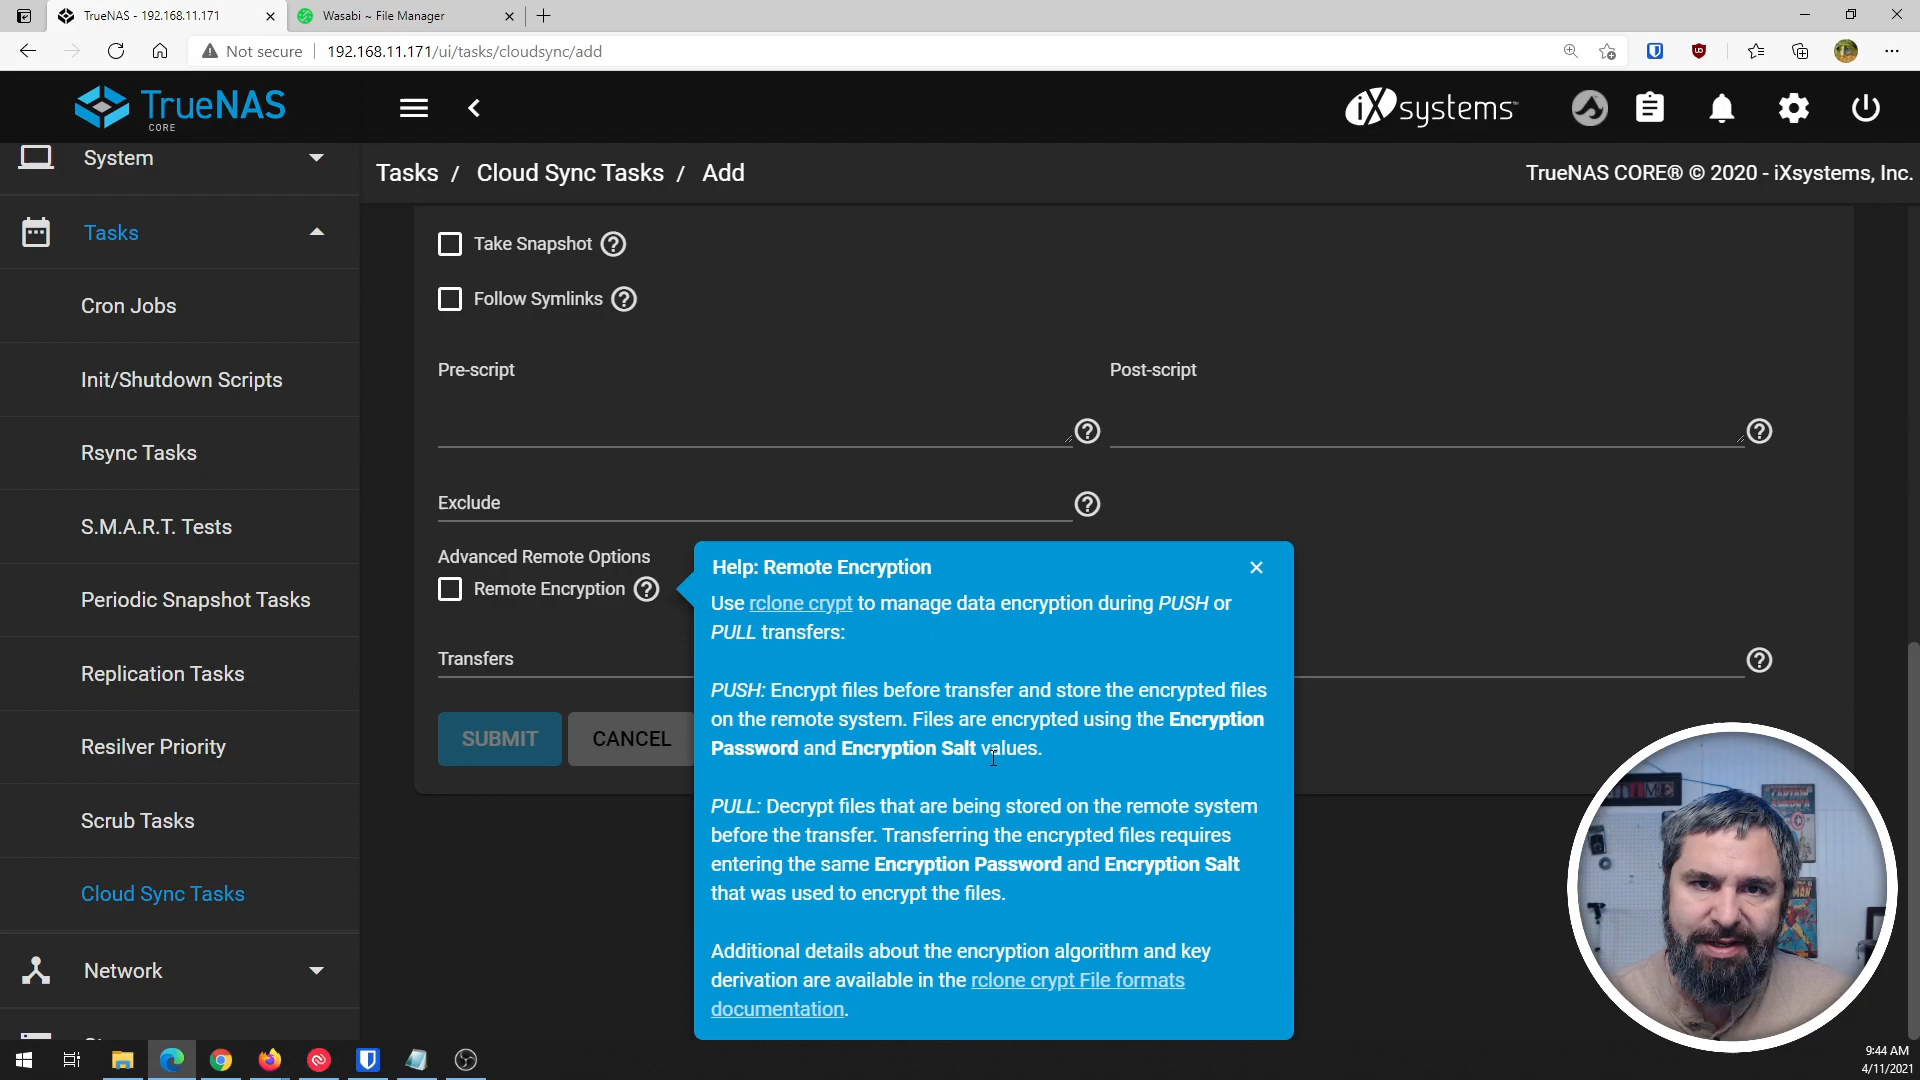 TrueNAS - 192.168.11.171
Wasabi ~ File Manager
Not secure
192.168.11.171/ui/tasks/cloudsync/add
TrueNAS
CORE
iXsystems
System
Tasks
Cron Jobs
Init/Shutdown Scripts
Rsync Tasks
S.M.A.R.T. Tests
Periodic Snapshot Tasks
Replication Tasks
Resilver Priority
Scrub Tasks
Cloud Sync Tasks
Network
Tasks / Cloud Sync Tasks / Add
TrueNAS CORE® © 2020 - iXsystems, Inc.
Take Snapshot
Follow Symlinks
Pre-script
Post-script
Exclude
Advanced Remote Options
Remote Encryption
Transfers
SUBMIT
CANCEL
Help: Remote Encryption
Use rclone crypt to manage data encryption during PUSH or
PULL transfers:
PUSH: Encrypt files before transfer and store the encrypted files
on the remote system. Files are encrypted using the Encryption
Password and Encryption Salt values.
PULL: Decrypt files that are being stored on the remote system
before the transfer. Transferring the encrypted files requires
entering the same Encryption Password and Encryption Salt
that was used to encrypt the files.
Additional details about the encryption algorithm and key
derivation are available in the rclone crypt File formats
documentation.
9:44 AM
4/11/2021